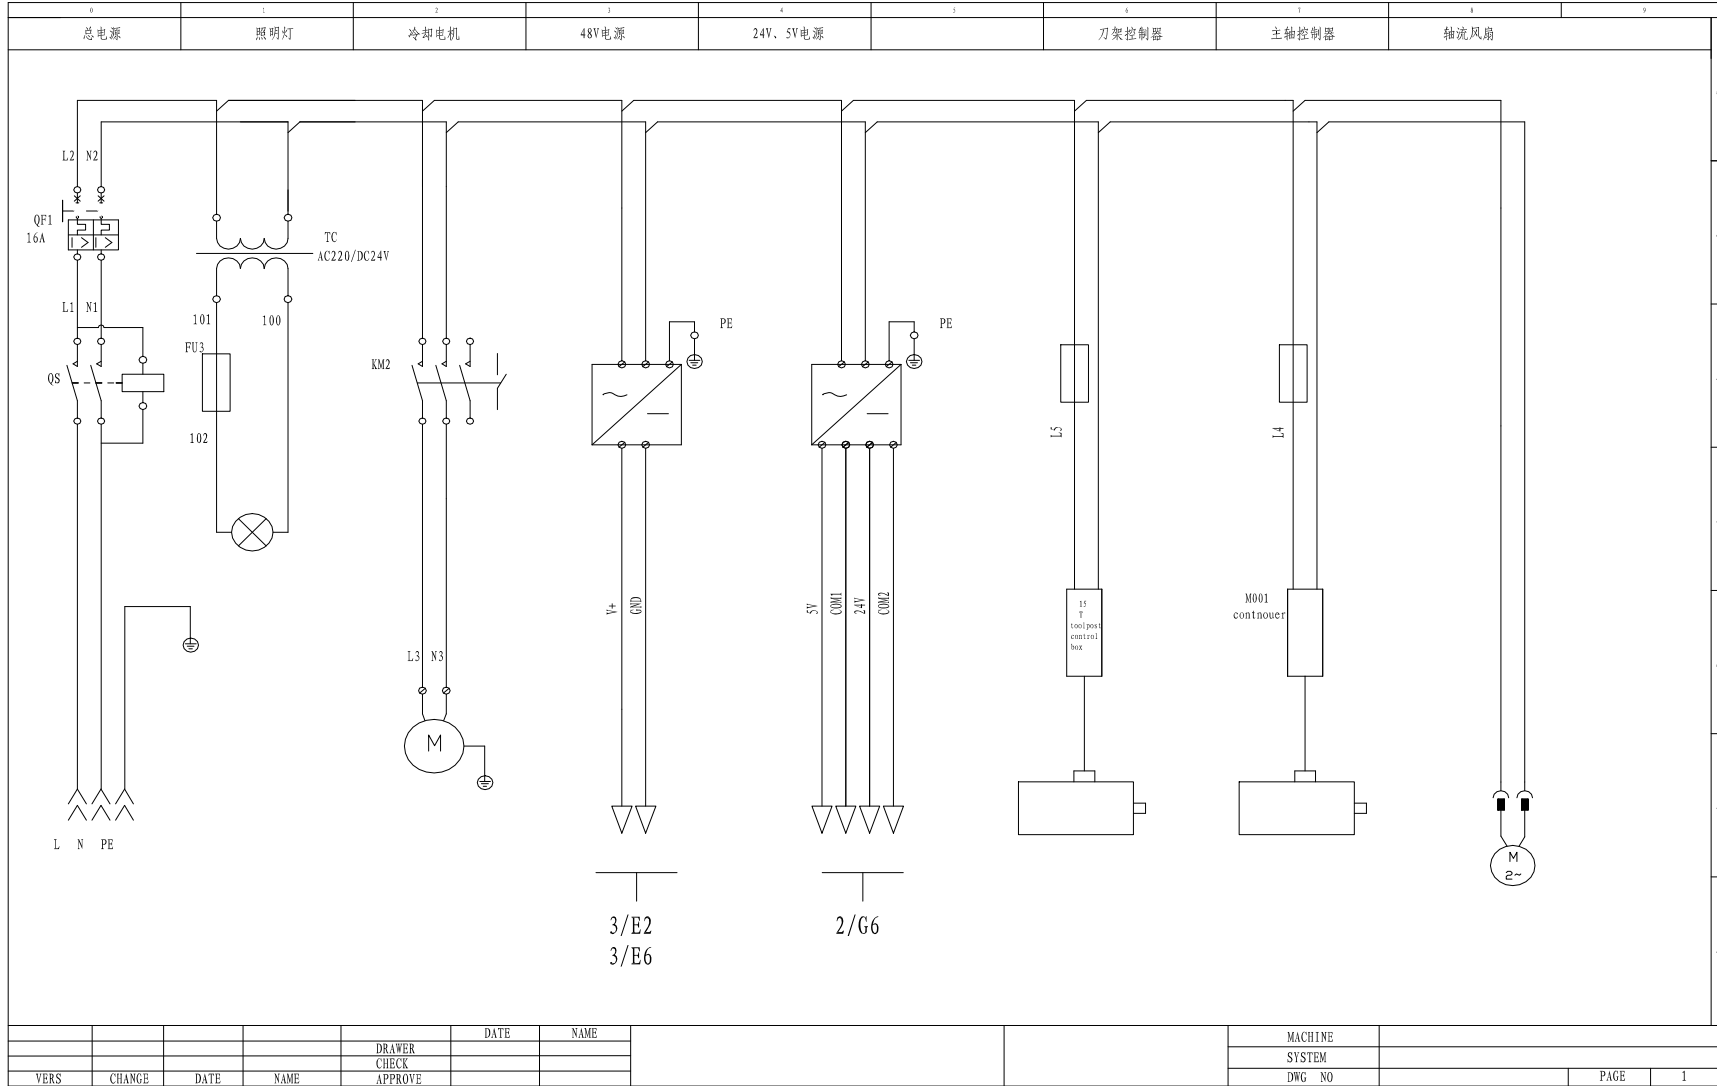 0 1 2 3 4 5 6 7 8 9
总电源 照明灯 冷却电机 48V电源 24V、5V电源 刀架控制器 主轴控制器 轴流风扇
L2 N2
QF1
16A
TC
AC220/DC24V
L1 N1
101 100
PE PE
FU3
KM2
QS
102
L5 L4
V+ GND 5V COM1 24V COM2
15
T
toolpost
control
box
M001
contnouer
L3 N3
M
L N PE
M
2~
3/E2
3/E6
2/G6
DATE NAME
DRAWER
CHECK
VERS CHANGE DATE NAME APPROVE
MACHINE
SYSTEM
DWG NO PAGE 1